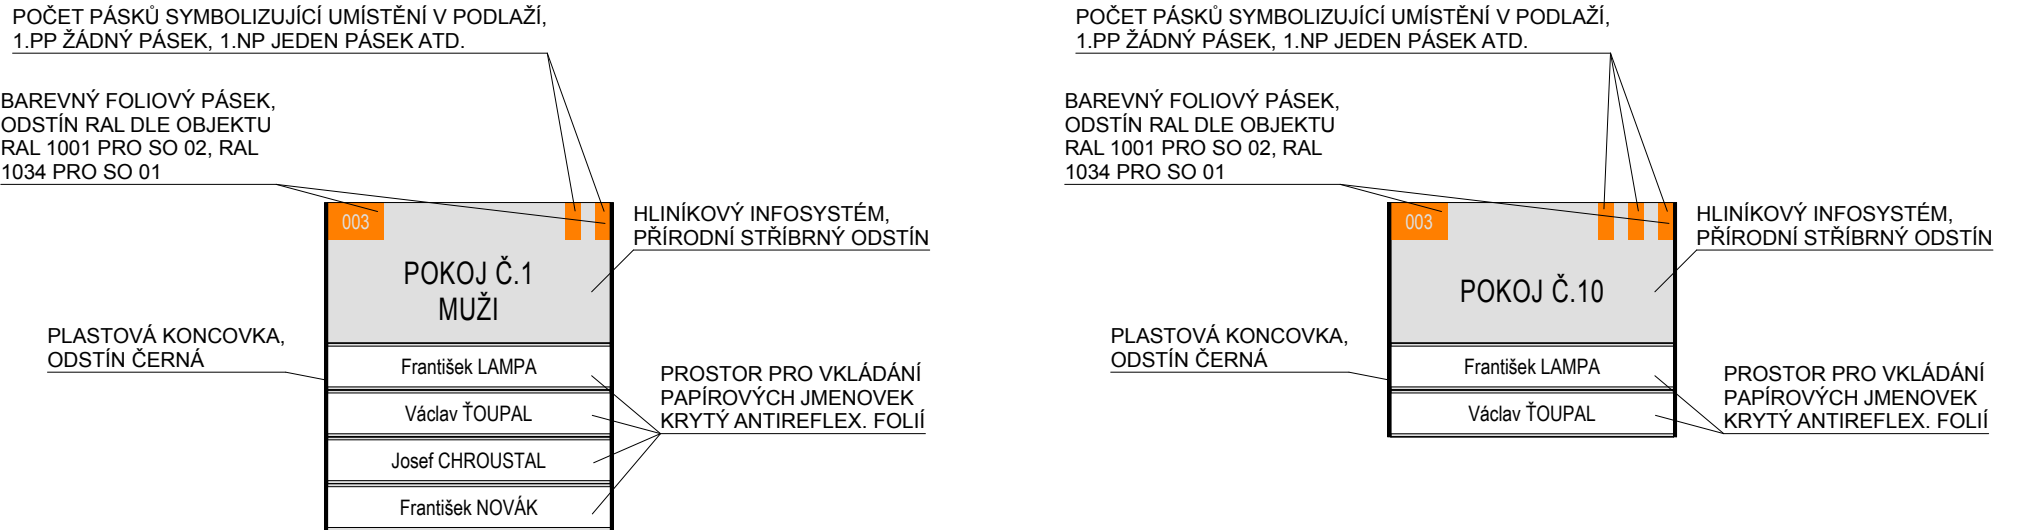 POČET PÁSKŮ SYMBOLIZUJÍCÍ UMÍSTĚNÍ V PODLAŽÍ,
1.PP ŽÁDNÝ PÁSEK, 1.NP JEDEN PÁSEK ATD.
BAREVNÝ FOLIOVÝ PÁSEK,
ODSTÍN RAL DLE OBJEKTU
RAL 1001 PRO SO 02, RAL
1034 PRO SO 01
003
HLINÍKOVÝ INFOSYSTÉM,
PŘÍRODNÍ STŘÍBRNÝ ODSTÍN
POKOJ Č.1
MUŽI
PLASTOVÁ KONCOVKA,
ODSTÍN ČERNÁ
František LAMPA
Václav ŤOUPAL
Josef CHROUSTAL
František NOVÁK
PROSTOR PRO VKLÁDÁNÍ
PAPÍROVÝCH JMENOVEK
KRYTÝ ANTIREFLEX. FOLIÍ
POČET PÁSKŮ SYMBOLIZUJÍCÍ UMÍSTĚNÍ V PODLAŽÍ,
1.PP ŽÁDNÝ PÁSEK, 1.NP JEDEN PÁSEK ATD.
BAREVNÝ FOLIOVÝ PÁSEK,
ODSTÍN RAL DLE OBJEKTU
RAL 1001 PRO SO 02, RAL
1034 PRO SO 01
003
HLINÍKOVÝ INFOSYSTÉM,
PŘÍRODNÍ STŘÍBRNÝ ODSTÍN
POKOJ Č.10
PLASTOVÁ KONCOVKA,
ODSTÍN ČERNÁ
František LAMPA
Václav ŤOUPAL
PROSTOR PRO VKLÁDÁNÍ
PAPÍROVÝCH JMENOVEK
KRYTÝ ANTIREFLEX. FOLIÍ